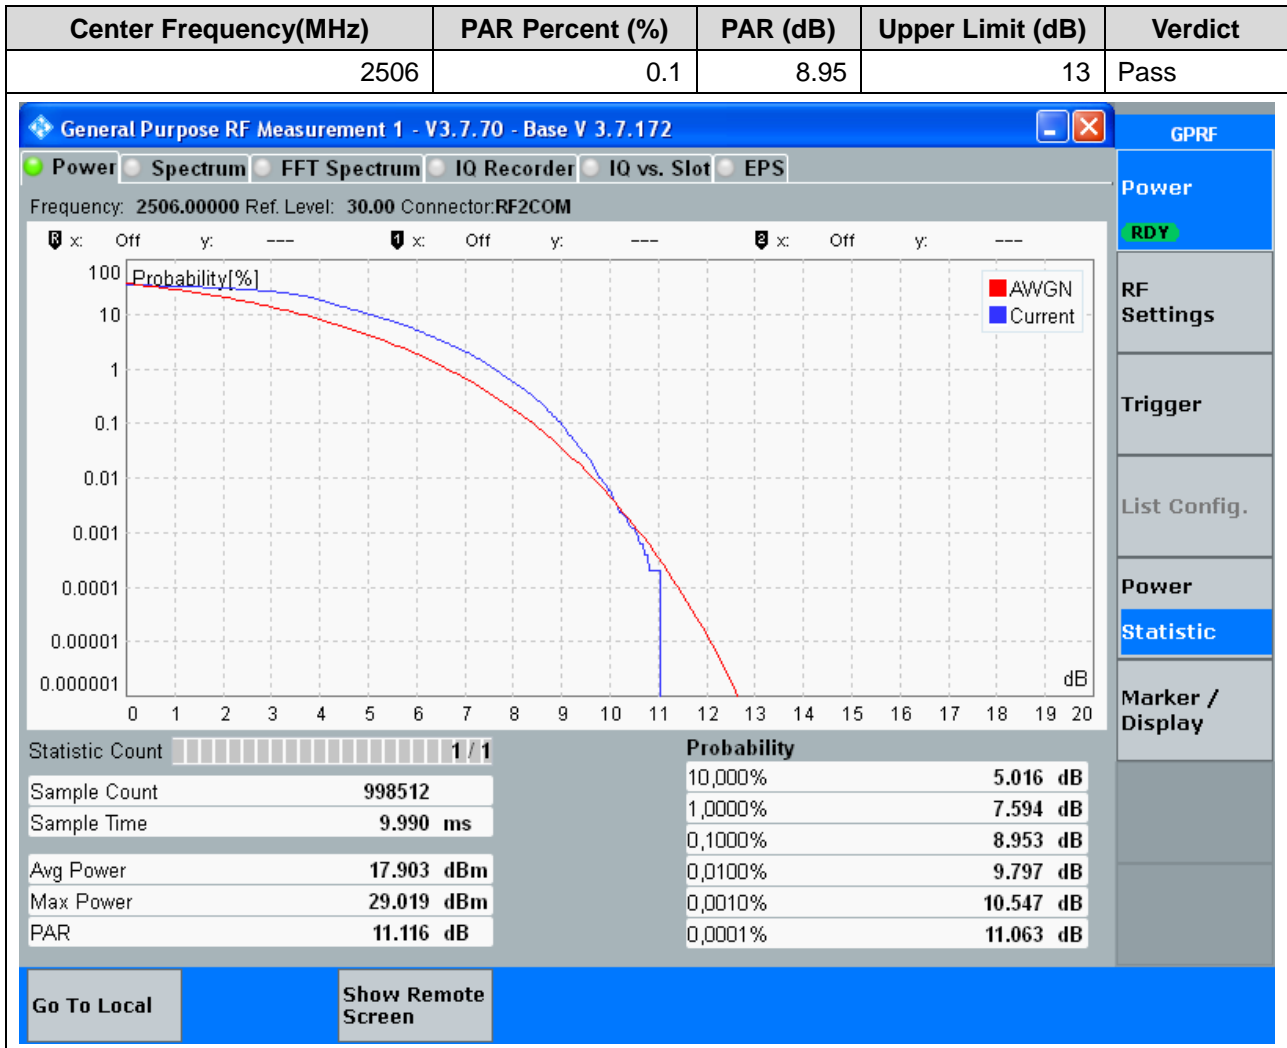 Center Frequency(MHz) PAR Percent (%) PAR (dB) Upper Limit (dB) Verdict
2506 0.1 8.95 13 Pass
General Purpose RF Measurement 1 - V3.7.70 - Base V 3.7.172
GPRF
Power Spectrum FFT Spectrum IQ Recorder IQ vs. Slot EPS
Frequency: 2506.00000 Ref. Level: 30.00 Connector:RF2COM
R x: Off y: --- 1 x: Off y: --- 2 x: Off y: ---
Probability[%]
AWGN
Current
100
10
1
0.1
0.01
0.001
0.0001
0.00001
0.000001
dB
0 1 2 3 4 5 6 7 8 9 10 11 12 13 14 15 16 17 18 19 20
Statistic Count 1 / 1
Sample Count 998512
Sample Time 9.990 ms
Avg Power 17.903 dBm
Max Power 29.019 dBm
PAR 11.116 dB
Probability
10,000% 5.016 dB
1,0000% 7.594 dB
0,1000% 8.953 dB
0,0100% 9.797 dB
0,0010% 10.547 dB
0,0001% 11.063 dB
Power
RDY
RF
Settings
Trigger
List Config.
Power
Statistic
Marker /
Display
Go To Local
Show Remote
Screen